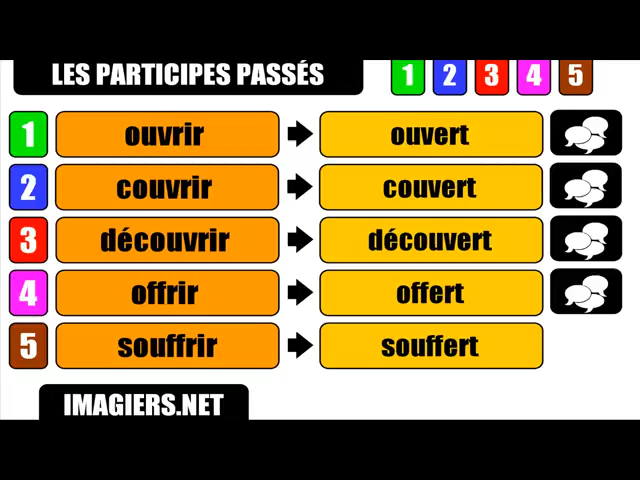 LES PARTICIPES PASSÉS 1 2 3 4 5
1 ouvrir ouvert
2 couvrir couvert
3 découvrir découvert
4 offrir offert
5 souffrir souffert
IMAGIERS.NET